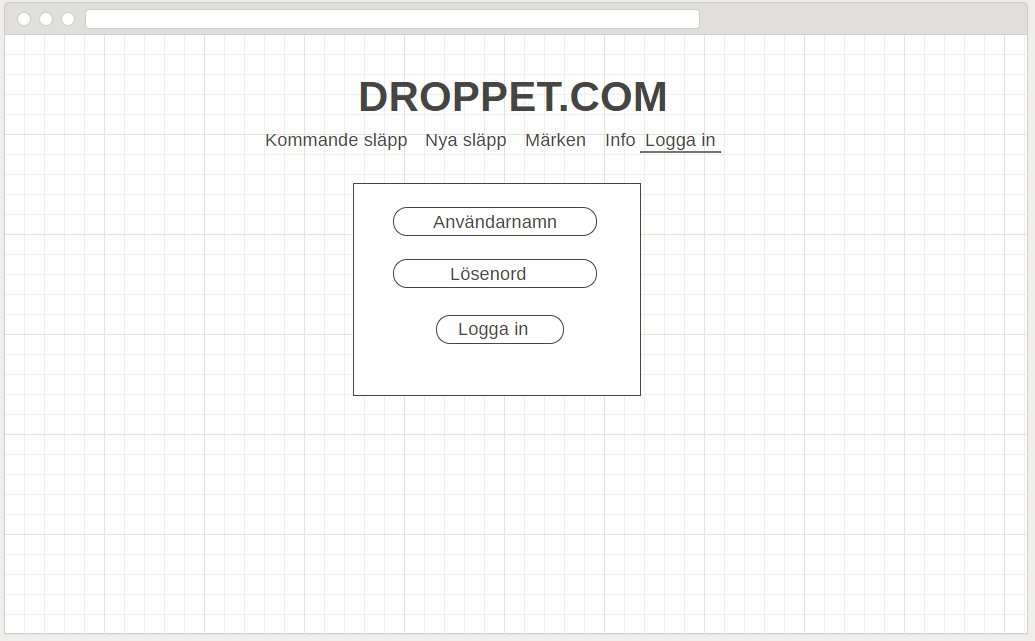 DROPPET.COM
Kommande släpp Nya släpp Märken Info Logga in
Användarnamn
Lösenord
Logga in